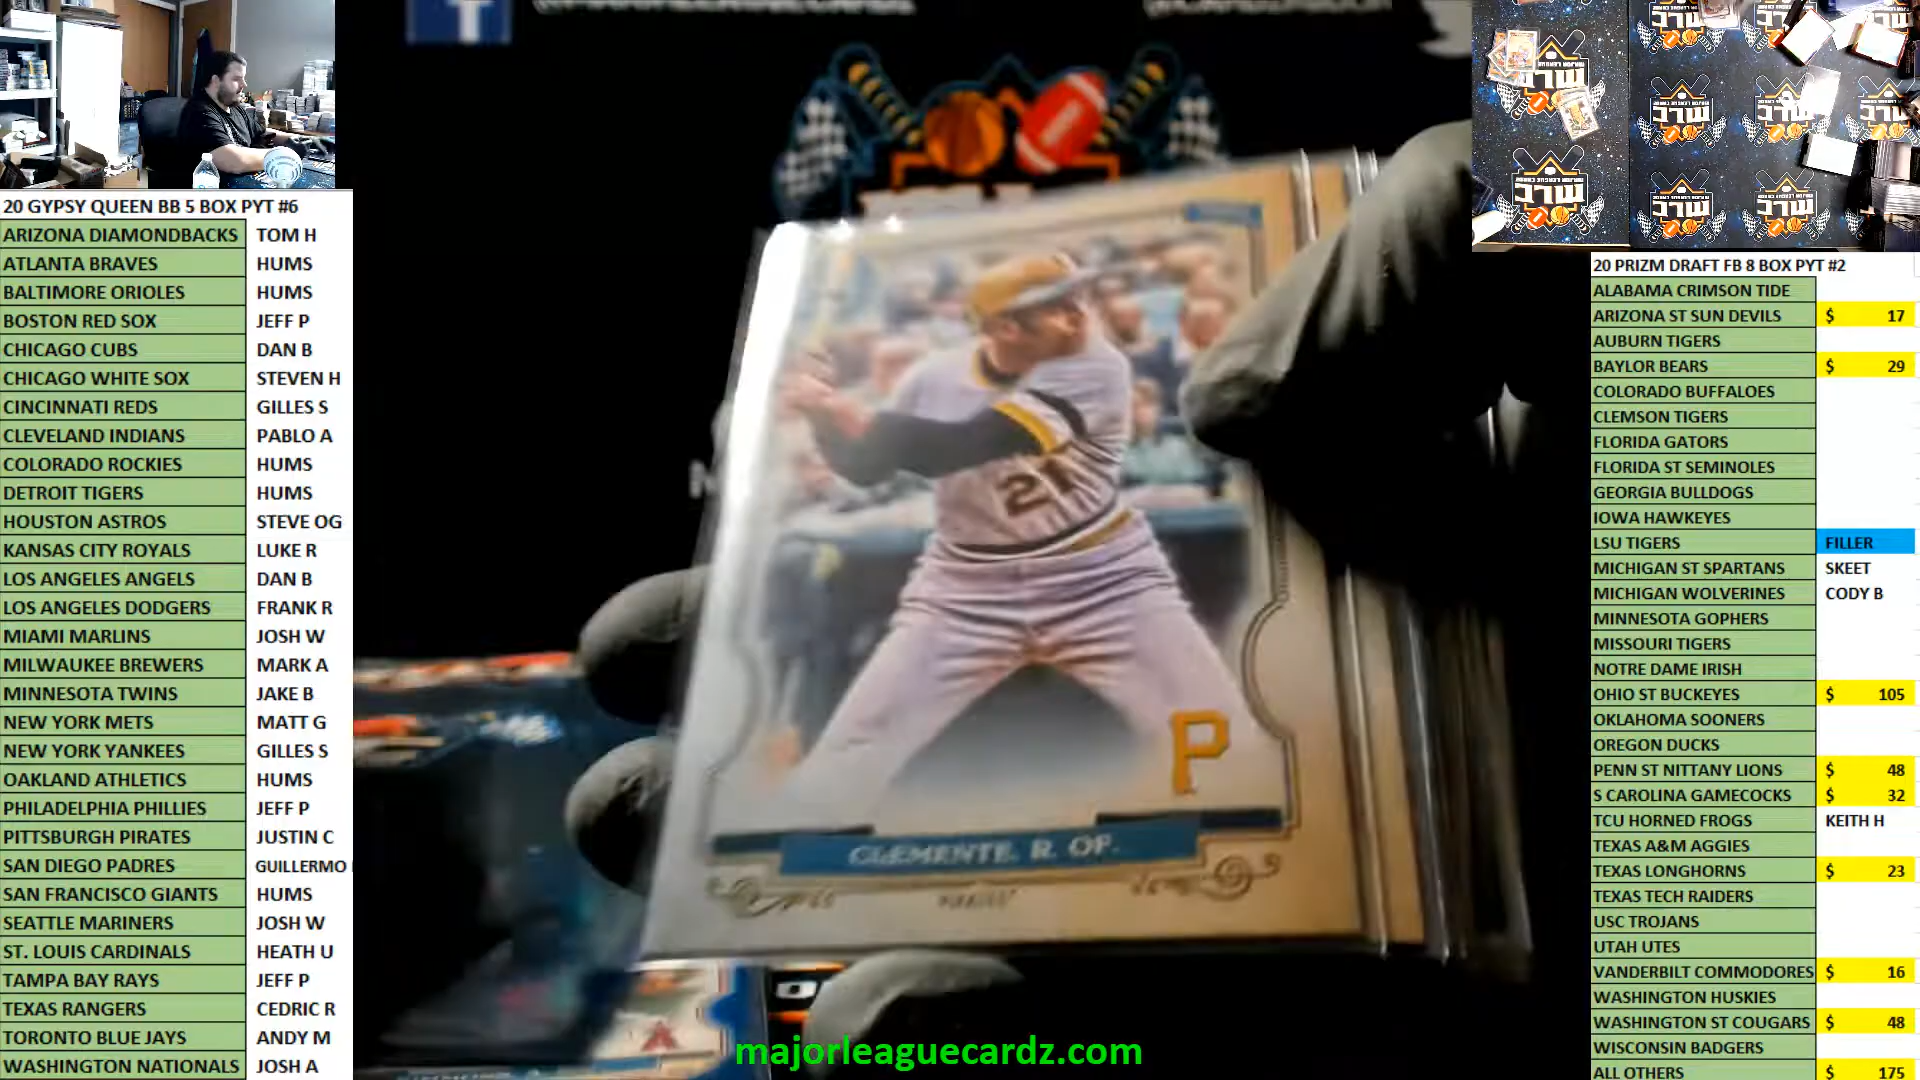 20 GYPSY QUEEN BB 5 BOX PYT #6
ARIZONA DIAMONDBACKS TOM H
ATLANTA BRAVES HUMS
BALTIMORE ORIOLES HUMS
BOSTON RED SOX JEFF P
CHICAGO CUBS DAN B
CHICAGO WHITE SOX STEVEN H
CINCINNATI REDS GILLES S
CLEVELAND INDIANS PABLO A
COLORADO ROCKIES HUMS
DETROIT TIGERS HUMS
HOUSTON ASTROS STEVE OG
KANSAS CITY ROYALS LUKE R
LOS ANGELES ANGELS DAN B
LOS ANGELES DODGERS FRANK R
MIAMI MARLINS JOSH W
MILWAUKEE BREWERS MARK A
MINNESOTA TWINS JAKE B
NEW YORK METS MATT G
NEW YORK YANKEES GILLES S
OAKLAND ATHLETICS HUMS
PHILADELPHIA PHILLIES JEFF P
PITTSBURGH PIRATES JUSTIN C
SAN DIEGO PADRES GUILLERMO
SAN FRANCISCO GIANTS HUMS
SEATTLE MARINERS JOSH W
ST. LOUIS CARDINALS HEATH U
TAMPA BAY RAYS JEFF P
TEXAS RANGERS CEDRIC R
TORONTO BLUE JAYS ANDY M
WASHINGTON NATIONALS JOSH A
21
P
CLEMENTE, R. OF.
PIRATES
majorleaguecardz.com
20 PRIZM DRAFT FB 8 BOX PYT #2
ALABAMA CRIMSON TIDE
ARIZONA ST SUN DEVILS $ 17
AUBURN TIGERS
BAYLOR BEARS $ 29
COLORADO BUFFALOES
CLEMSON TIGERS
FLORIDA GATORS
FLORIDA ST SEMINOLES
GEORGIA BULLDOGS
IOWA HAWKEYES
LSU TIGERS FILLER
MICHIGAN ST SPARTANS SKEET
MICHIGAN WOLVERINES CODY B
MINNESOTA GOPHERS
MISSOURI TIGERS
NOTRE DAME IRISH
OHIO ST BUCKEYES $ 105
OKLAHOMA SOONERS
OREGON DUCKS
PENN ST NITTANY LIONS $ 48
S CAROLINA GAMECOCKS $ 32
TCU HORNED FROGS KEITH H
TEXAS A&M AGGIES
TEXAS LONGHORNS $ 23
TEXAS TECH RAIDERS
USC TROJANS
UTAH UTES
VANDERBILT COMMODORES $ 16
WASHINGTON HUSKIES
WASHINGTON ST COUGARS $ 48
WISCONSIN BADGERS
ALL OTHERS $ 175